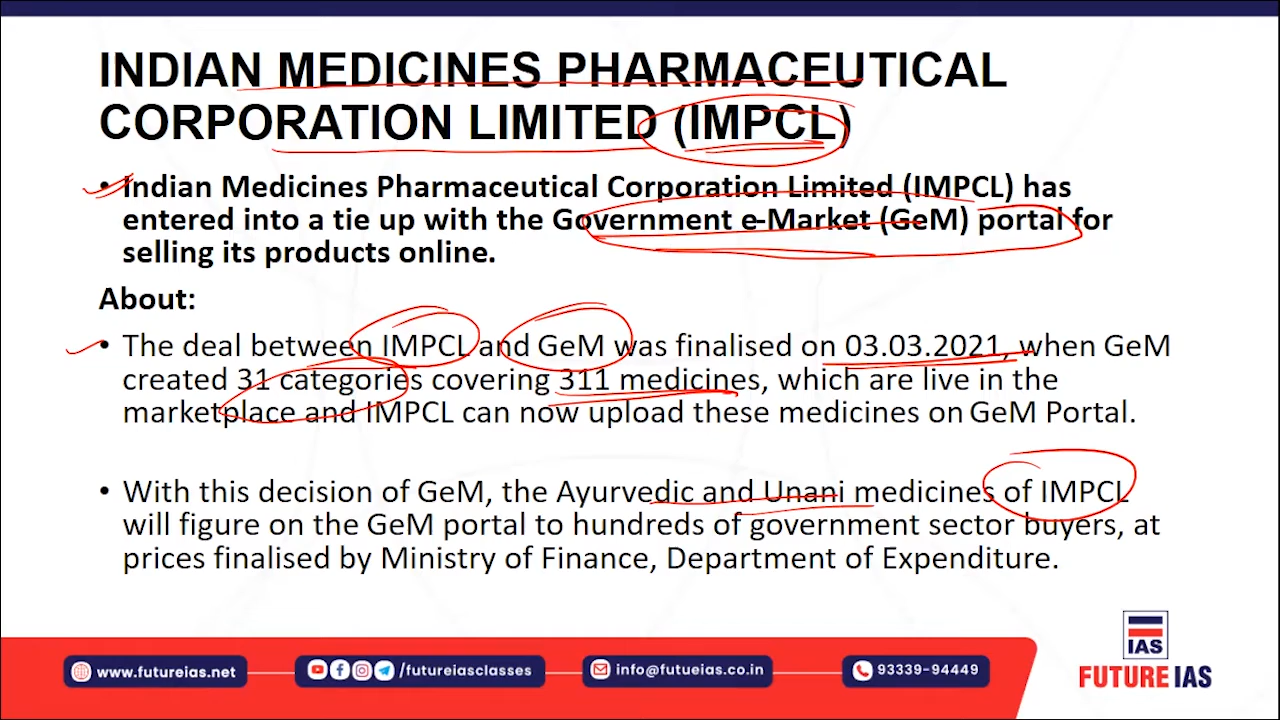 INDIAN MEDICINES PHARMACEUTICAL
CORPORATION LIMITED (IMPCL)
• Indian Medicines Pharmaceutical Corporation Limited (IMPCL) has
entered into a tie up with the Government e-Market (GeM) portal for
selling its products online.
About:
• The deal between IMPCL and GeM was finalised on 03.03.2021, when GeM
created 31 categories covering 311 medicines, which are live in the
marketplace and IMPCL can now upload these medicines on GeM Portal.
• With this decision of GeM, the Ayurvedic and Unani medicines of IMPCL
will figure on the GeM portal to hundreds of government sector buyers, at
prices finalised by Ministry of Finance, Department of Expenditure.
www.futureias.net
/futureiasclasses
info@futueias.co.in
93339-94449
IAS
FUTURE IAS